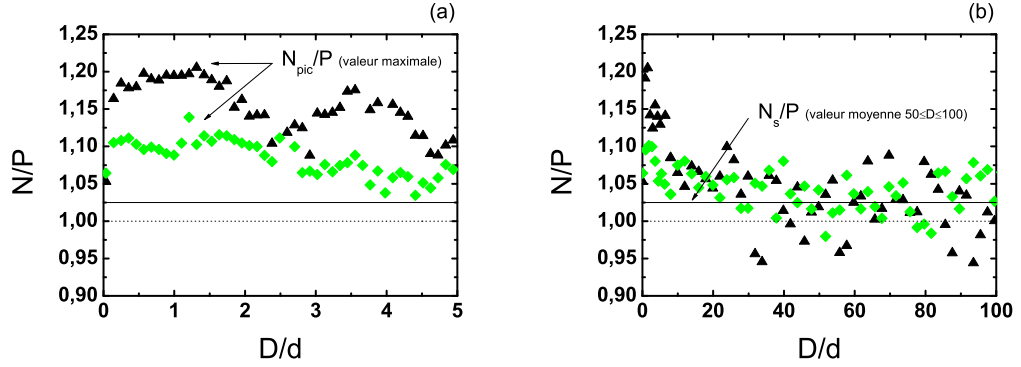 (a)
1,25
1,20
1,15
1,10
1,05
1,00
0,95
0,90
N/P
N_pic/P (valeur maximale)
0 1 2 3 4 5
D/d
(b)
1,25
1,20
1,15
1,10
1,05
1,00
0,95
0,90
N/P
N_s/P (valeur moyenne 50≤D≤100)
0 20 40 60 80 100
D/d